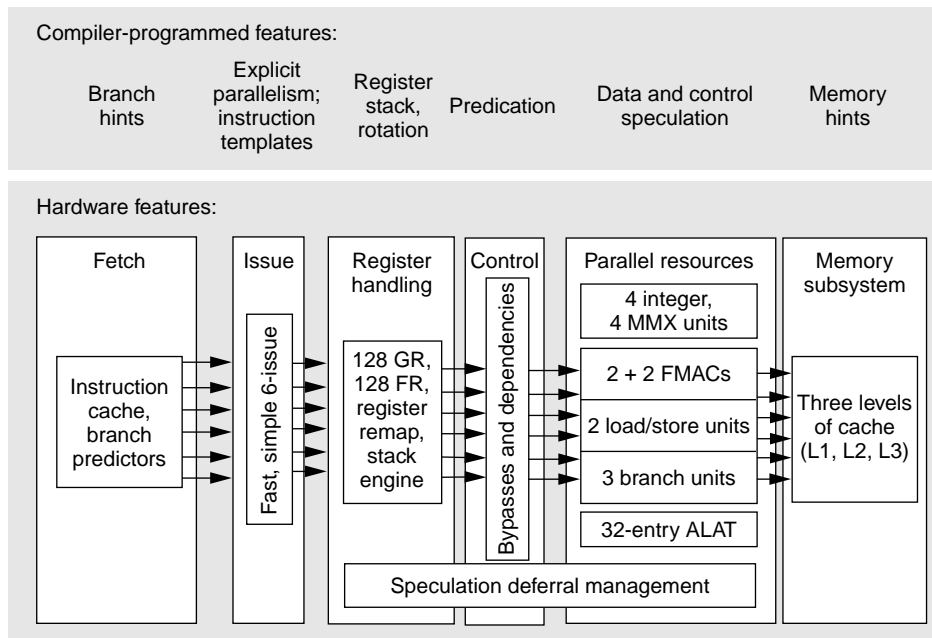 Compiler-programmed features:
Branch
hints
Explicit
parallelism;
instruction
templates
Register
stack,
rotation
Predication
Data and control
speculation
Memory
hints
Hardware features:
Fetch
Instruction
cache,
branch
predictors
Issue
Fast, simple 6-issue
Register
handling
128 GR,
128 FR,
register
remap,
stack
engine
Control
Bypasses and dependencies
Parallel resources
4 integer,
4 MMX units
2 + 2 FMACs
2 load/store units
3 branch units
32-entry ALAT
Speculation deferral management
Memory
subsystem
Three levels
of cache
(L1, L2, L3)